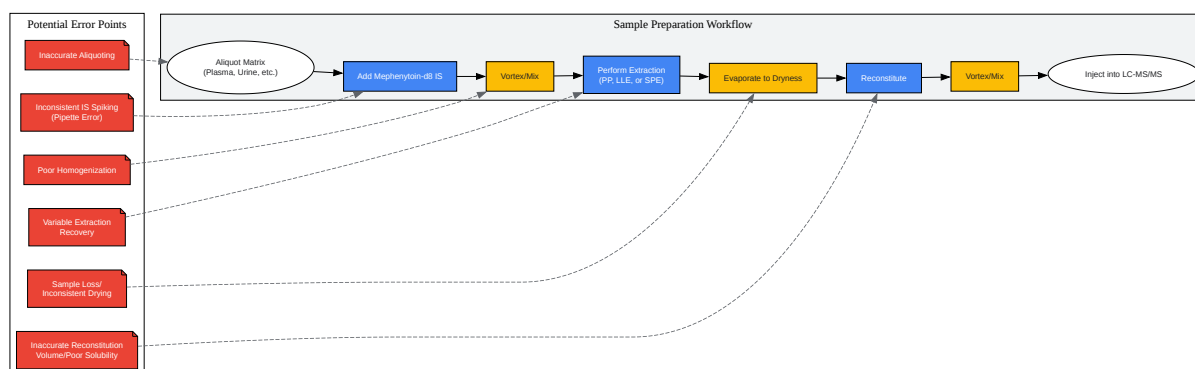 Potential Error Points
Inaccurate Aliquoting
Inconsistent IS Spiking
(Pipette Error)
Poor Homogenization
Variable Extraction
Recovery
Sample Loss/
Inconsistent Drying
Inaccurate Reconstitution
Volume/Poor Solubility
Sample Preparation Workflow
Aliquot Matrix
(Plasma, Urine, etc.)
Add Mephenytoin-d8 IS
Vortex/Mix
Perform Extraction
(PP, LLE, or SPE)
Evaporate to Dryness
Reconstitute
Vortex/Mix
Inject into LC-MS/MS